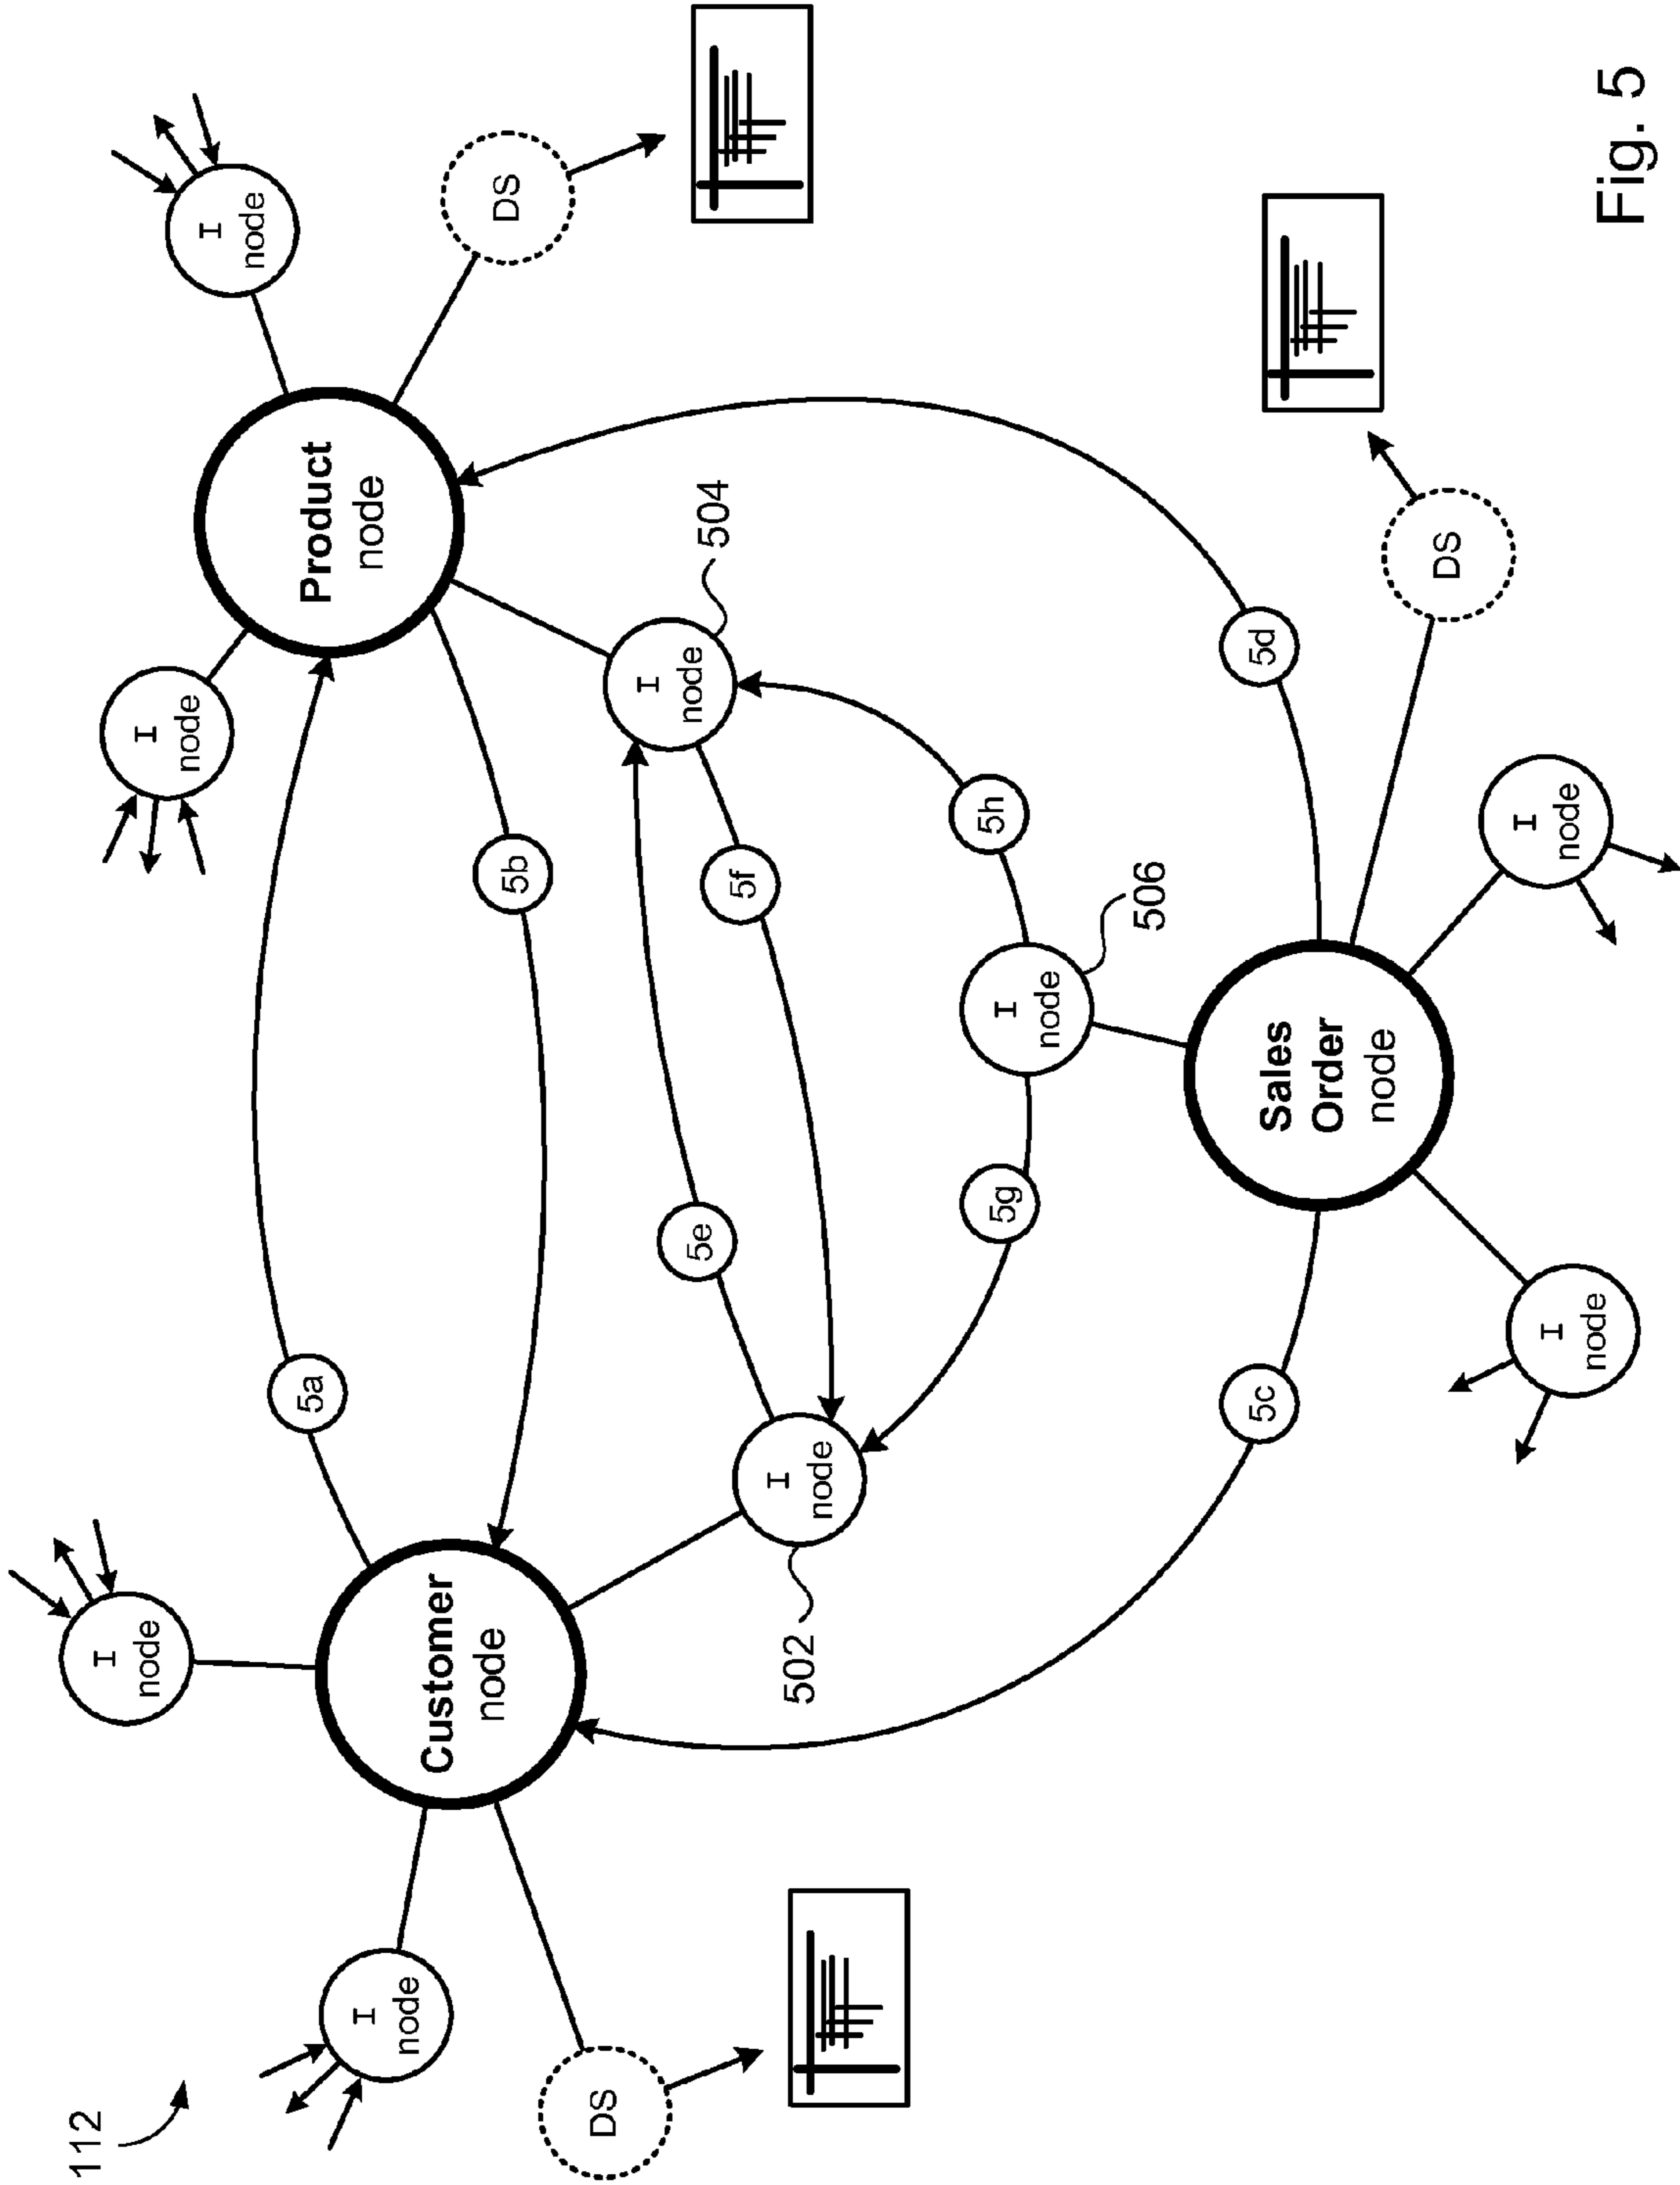 112
I
node
I
node
I
node
I
node
Customer
node
5a
Product
node
5b
DS
DS
I
node
502
5e
5f
I
node
504
5g
I
node
506
5h
5c
5d
Sales
Order
node
DS
I
node
I
node
Fig. 5